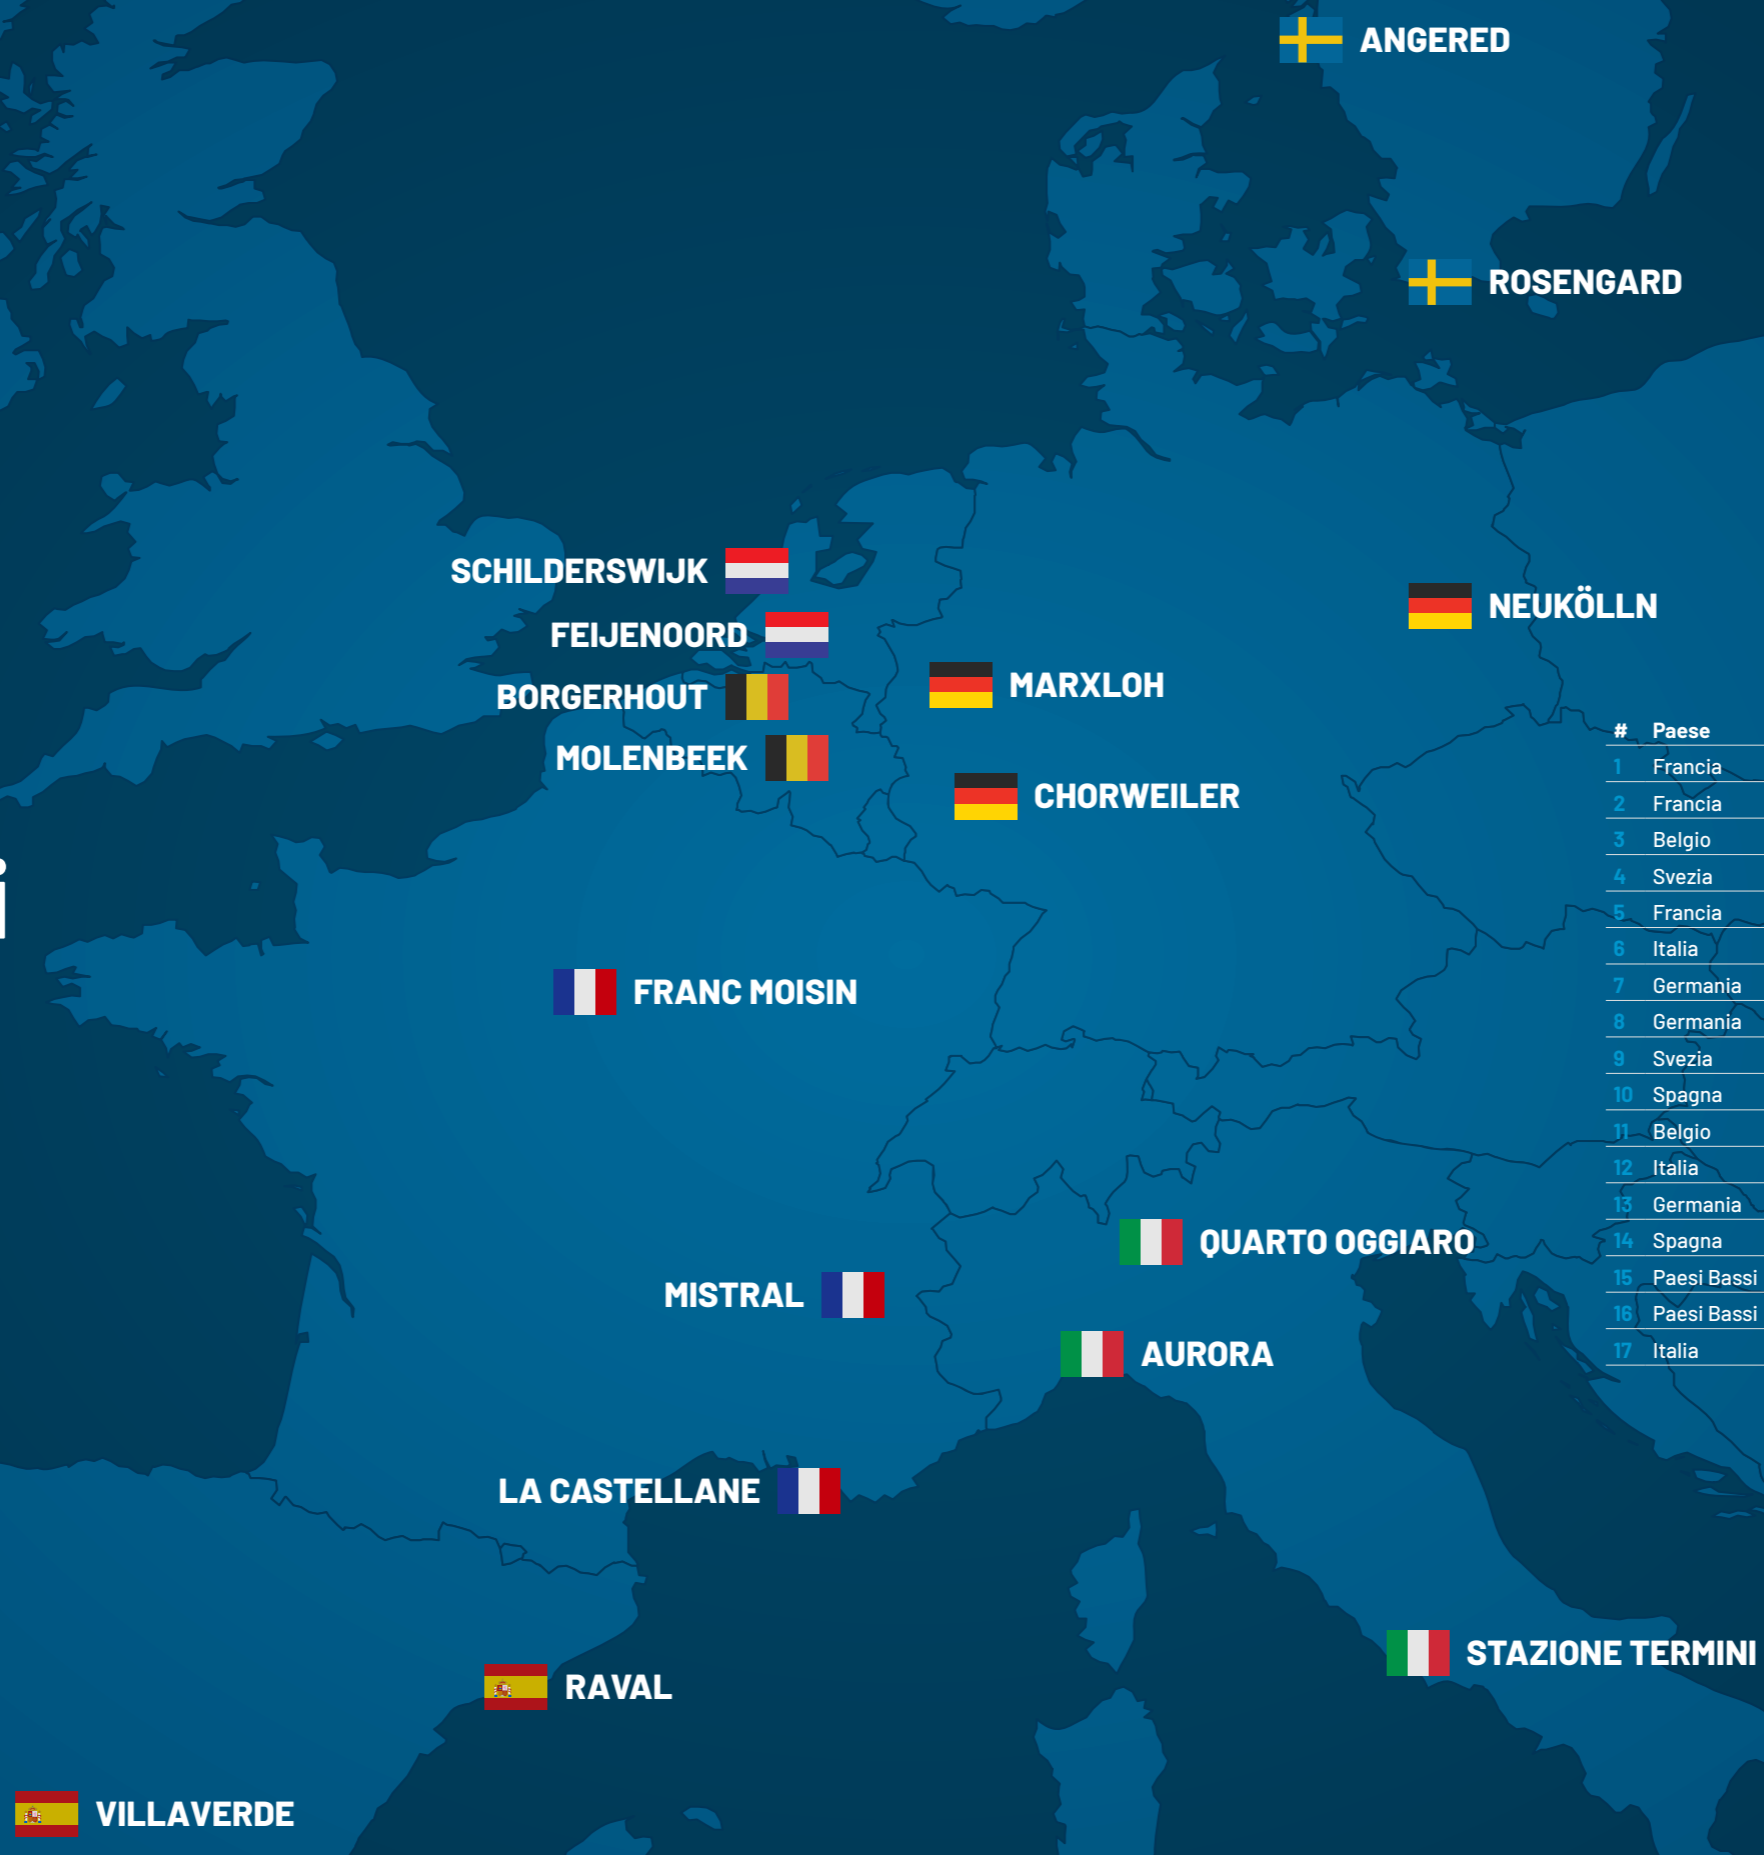 ANGERED
ROSENGARD
SCHILDERSWIJK
NEUKÖLLN
FEIJENOORD
MARXLOH
BORGERHOUT
MOLENBEEK
CHORWEILER
i
FRANC MOISIN
QUARTO OGGIARO
MISTRAL
AURORA
LA CASTELLANE
STAZIONE TERMINI
RAVAL
VILLAVERDE
# Paese
1 Francia
2 Francia
3 Belgio
4 Svezia
5 Francia
6 Italia
7 Germania
8 Germania
9 Svezia
10 Spagna
11 Belgio
12 Italia
13 Germania
14 Spagna
15 Paesi Bassi
16 Paesi Bassi
17 Italia